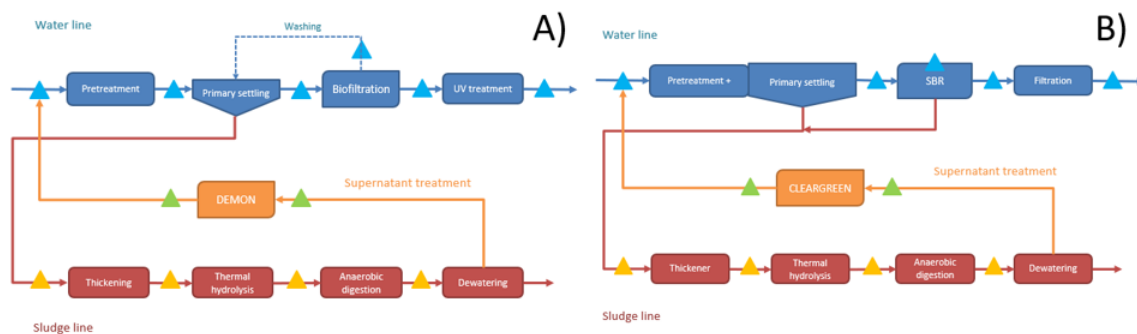 Water line
Washing
A)
Pretreatment
Primary settling
Biofiltration
UV treatment
Supernatant treatment
DEMON
Thickening
Thermal
hydrolysis
Anaerobic
digestion
Dewatering
Sludge line
Water line
B)
Pretreatment +
Primary settling
SBR
Filtration
Supernatant treatment
CLEARGREEN
Thickener
Thermal
hydrolysis
Anaerobic
digestion
Dewatering
Sludge line